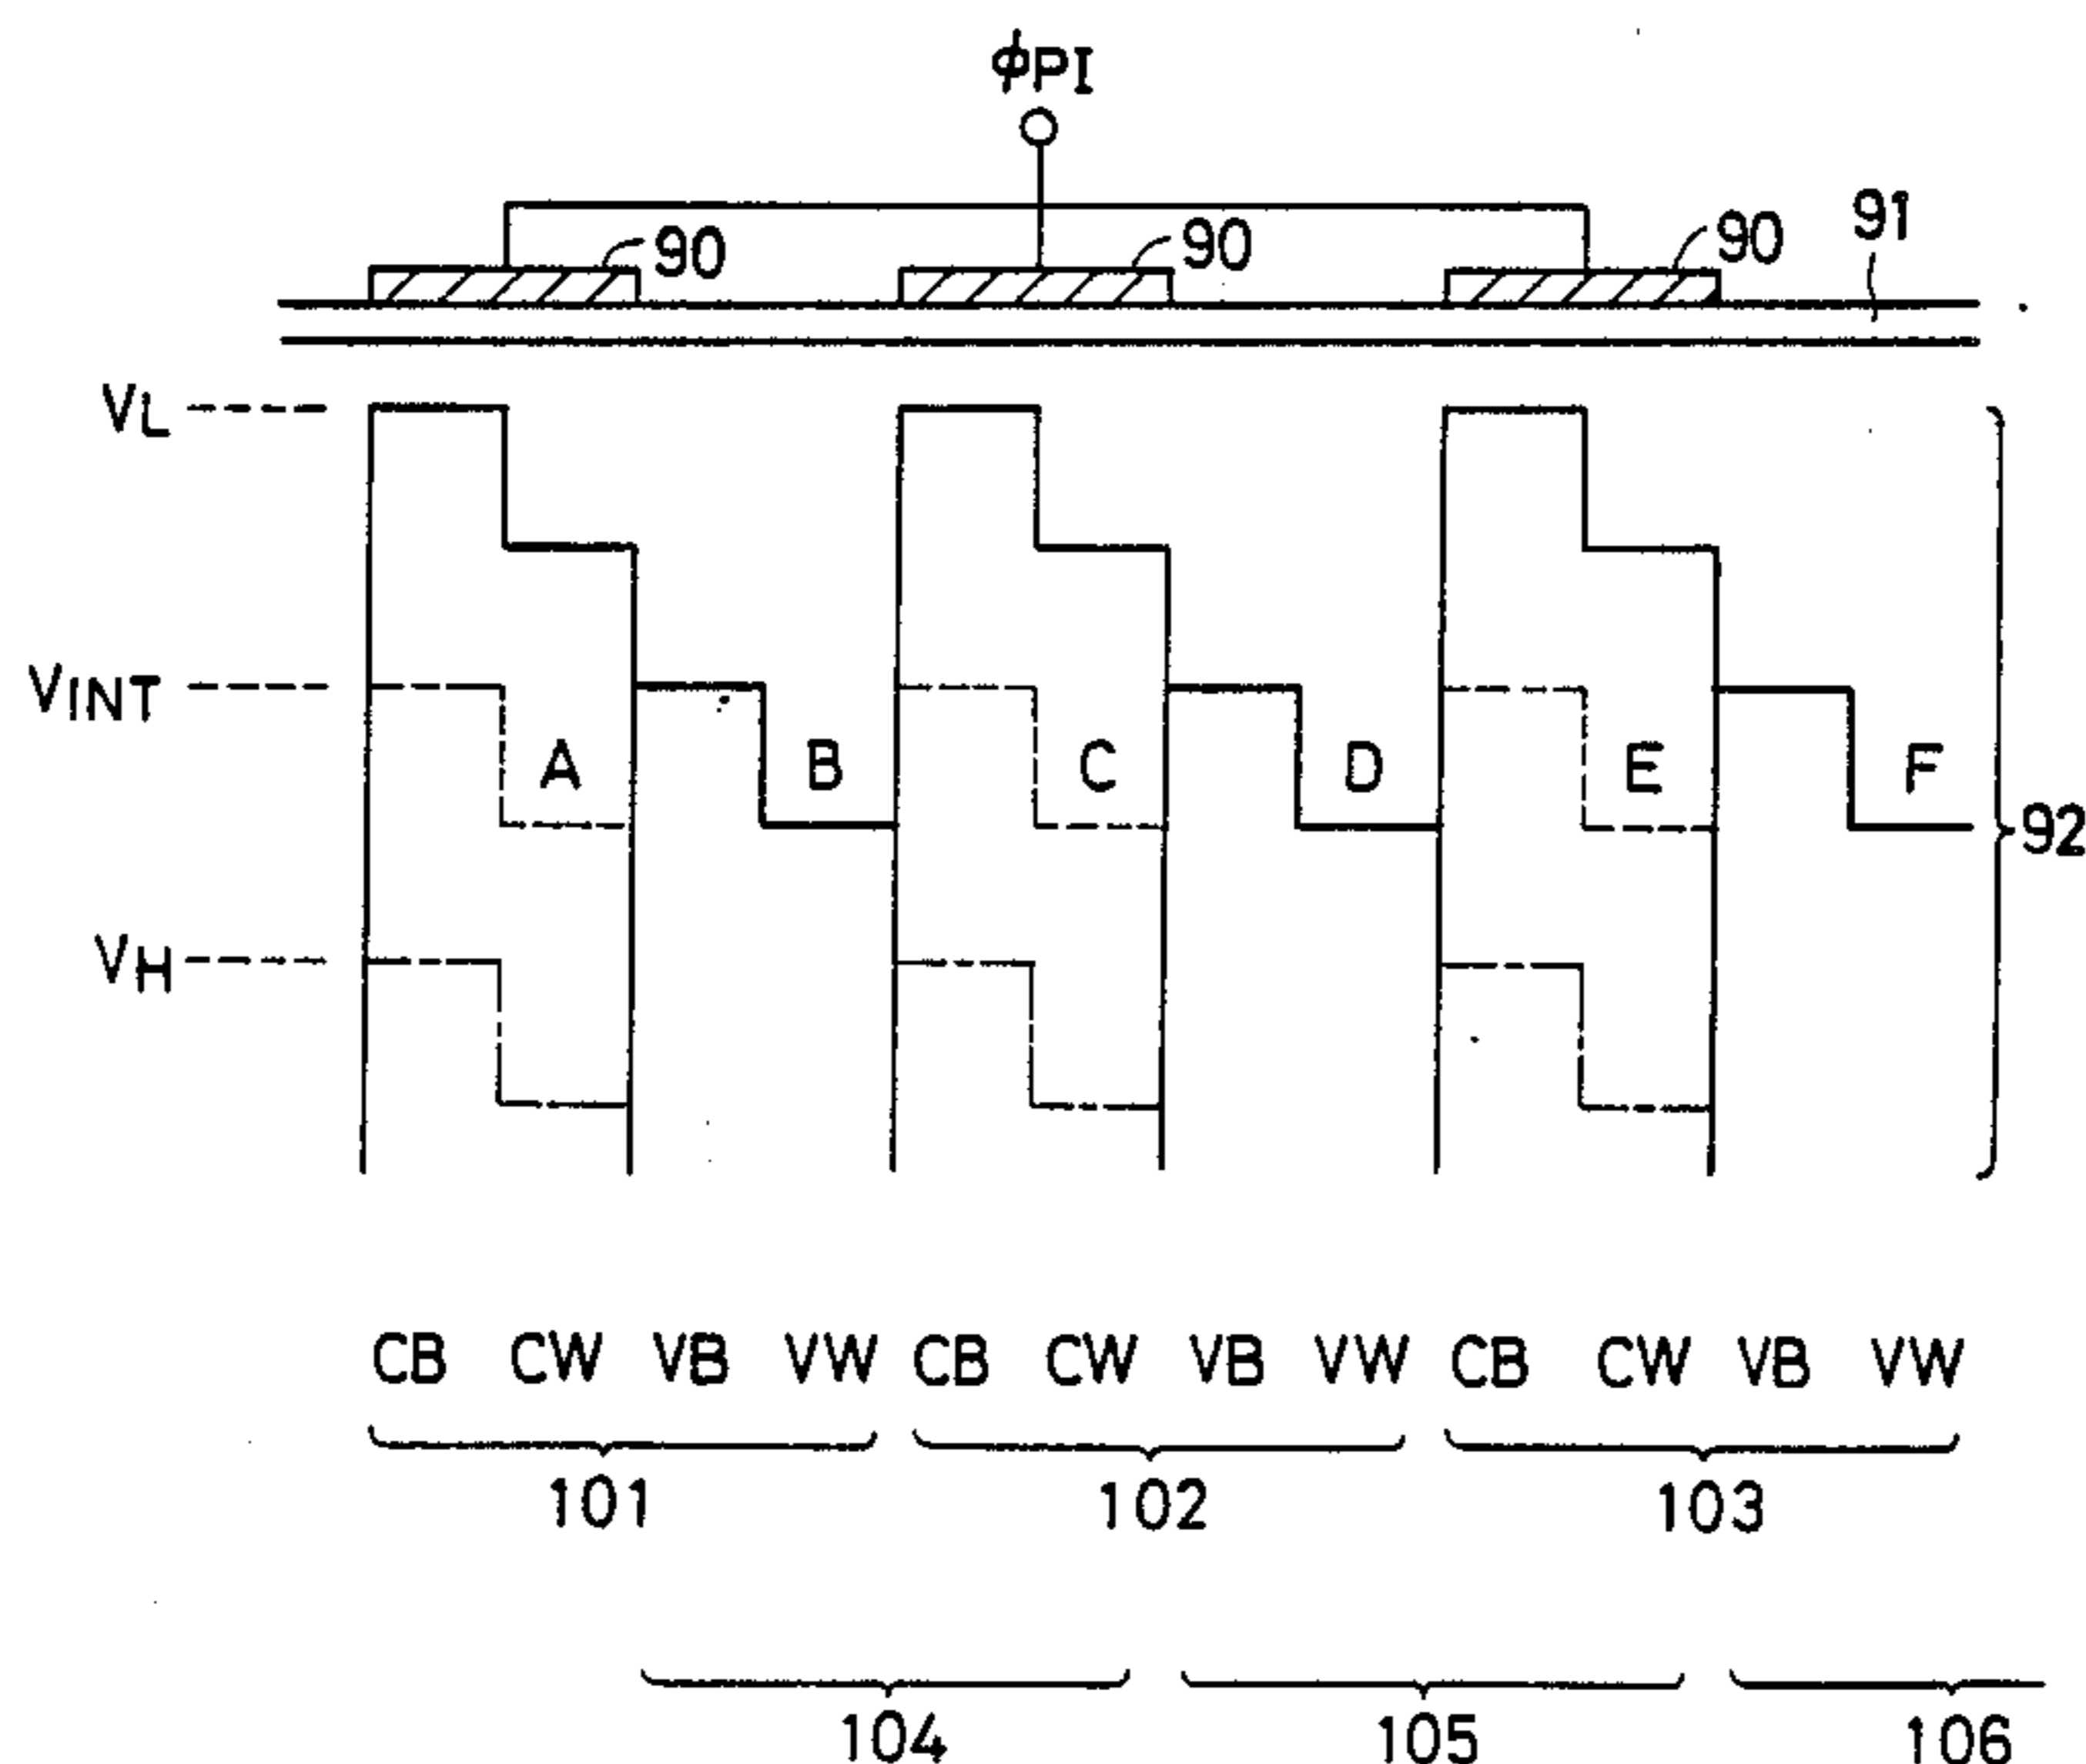 ϕPI
90 90 90 91
VL
VINT
A B C D E F
92
VH
CB CW VB VW CB CW VB VW CB CW VB VW
101 102 103
104 105 106